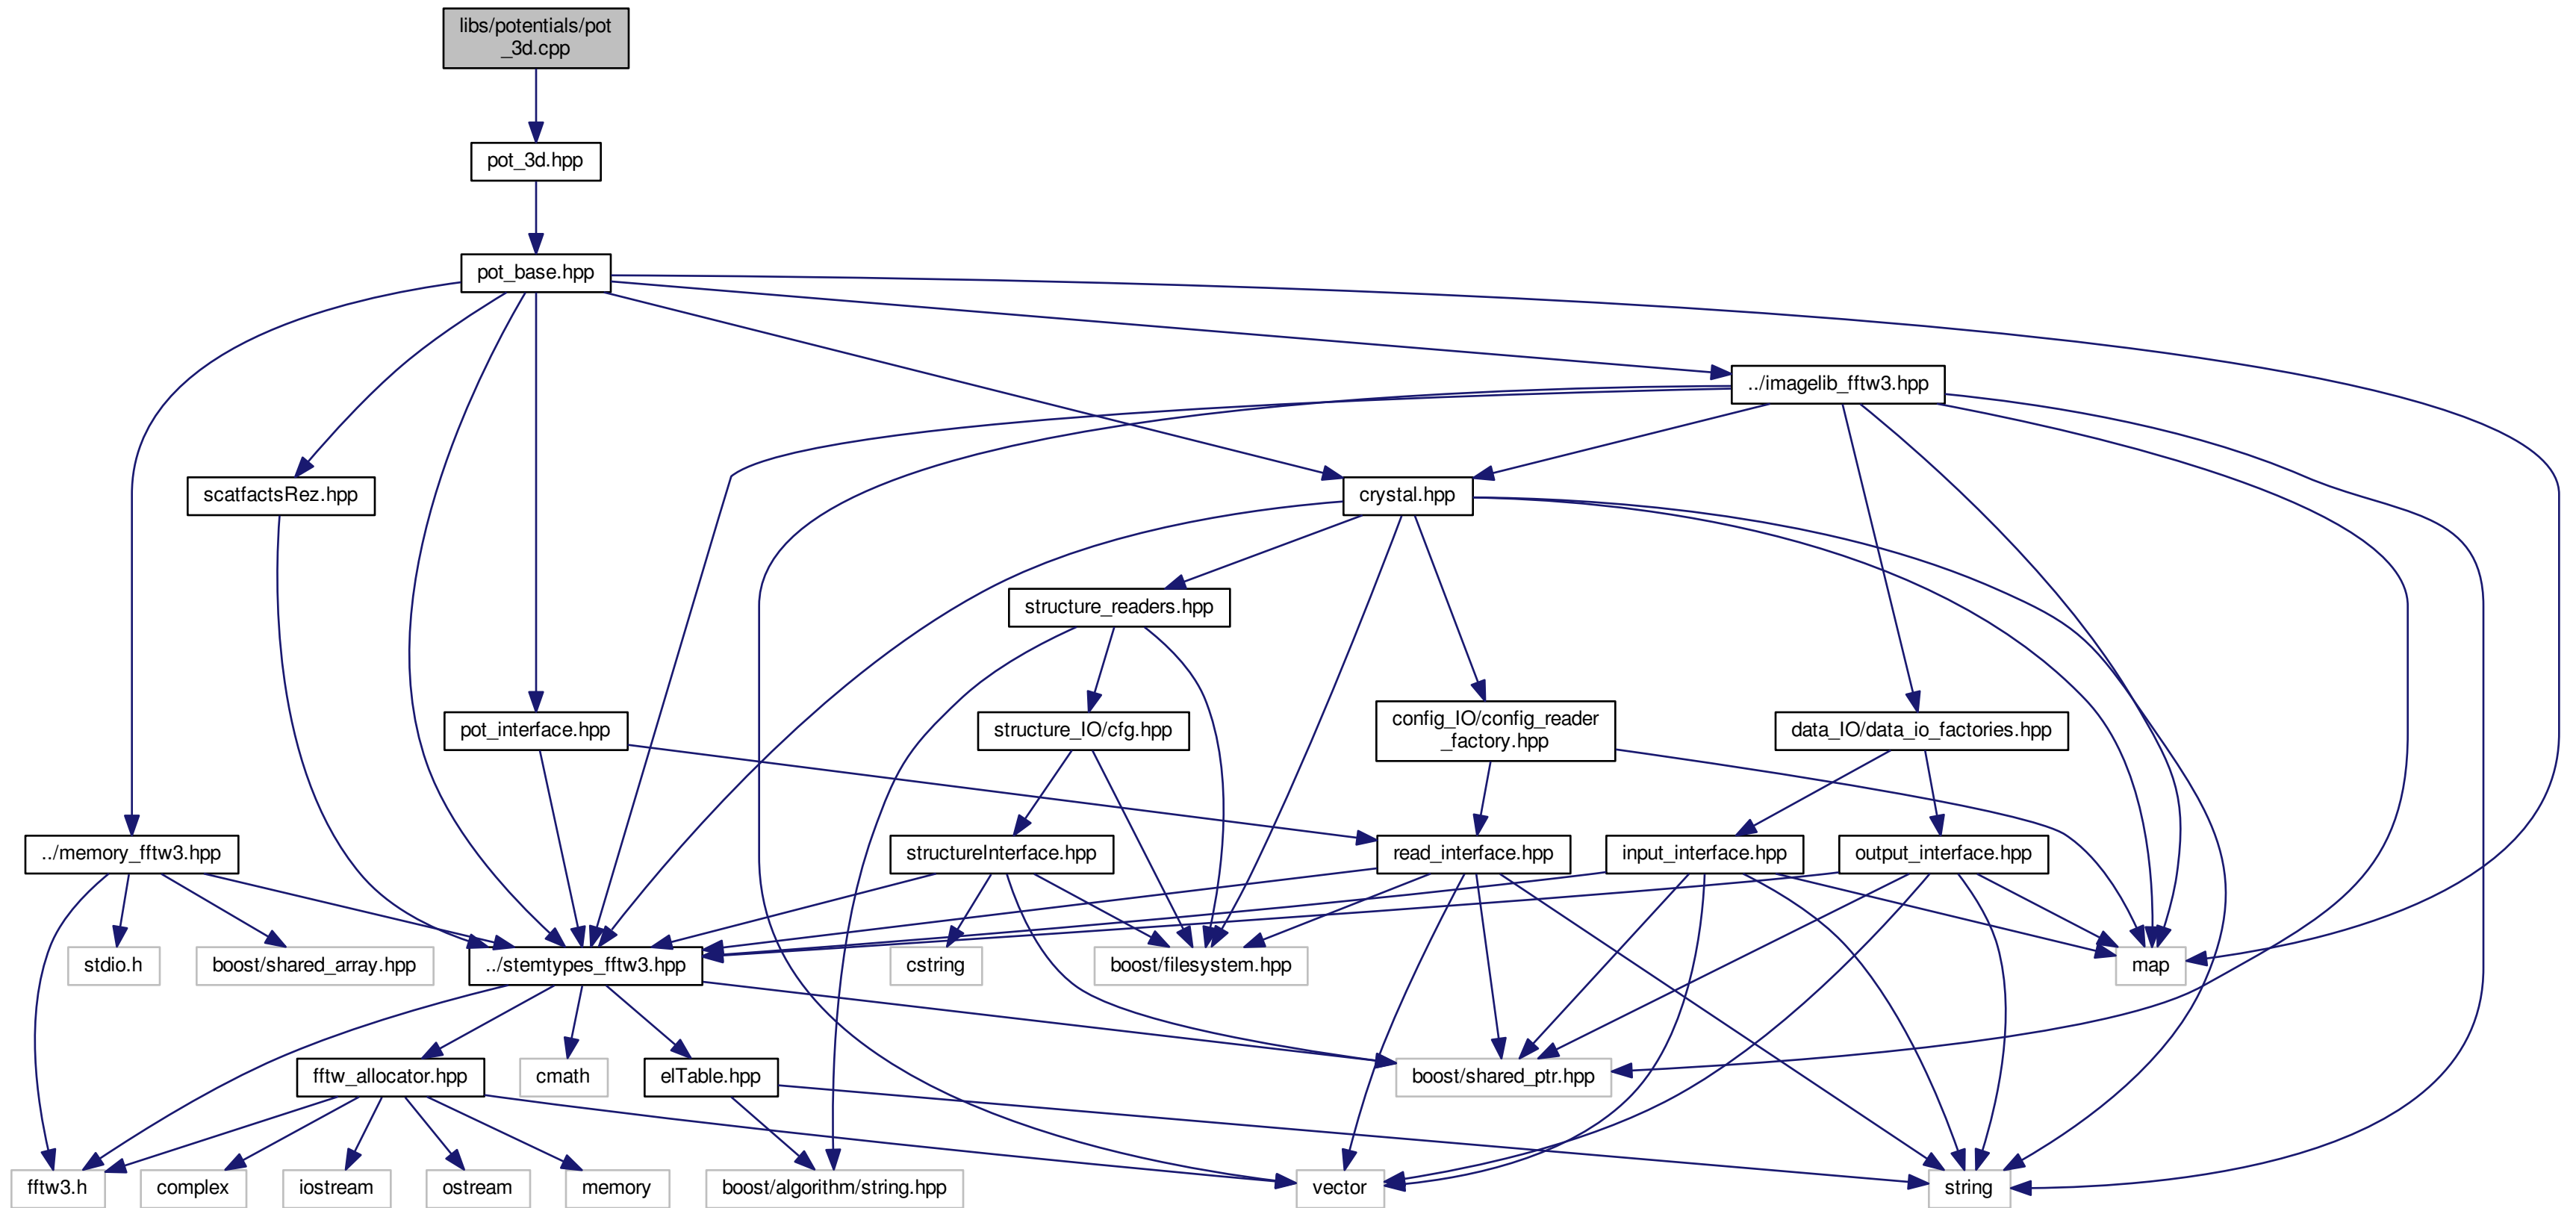 libs/potentials/pot
_3d.cpp
pot_3d.hpp
pot_base.hpp
../imagelib_fftw3.hpp
scatfactsRez.hpp
crystal.hpp
structure_readers.hpp
pot_interface.hpp
structure_IO/cfg.hpp
config_IO/config_reader
_factory.hpp
data_IO/data_io_factories.hpp
../memory_fftw3.hpp
structureInterface.hpp
read_interface.hpp
input_interface.hpp
output_interface.hpp
stdio.h
boost/shared_array.hpp
../stemtypes_fftw3.hpp
cstring
boost/filesystem.hpp
map
fftw_allocator.hpp
cmath
elTable.hpp
boost/shared_ptr.hpp
fftw3.h
complex
iostream
ostream
memory
boost/algorithm/string.hpp
vector
string